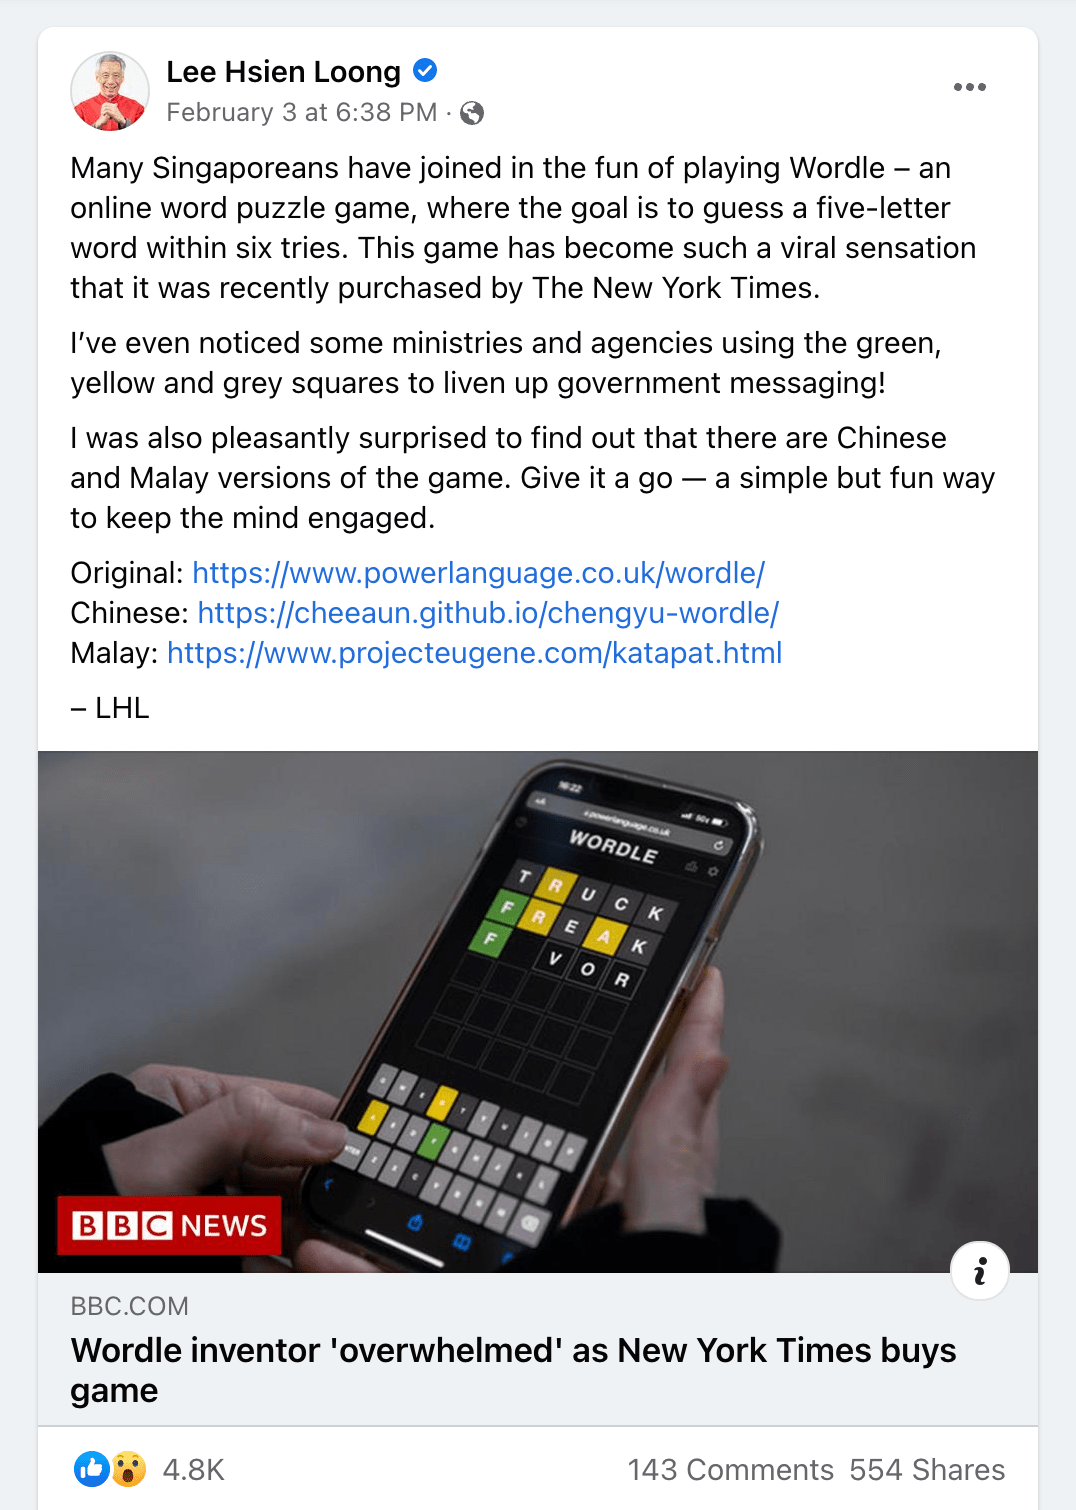 Lee Hsien Loong
February 3 at 6:38 PM ·
Many Singaporeans have joined in the fun of playing Wordle – an
online word puzzle game, where the goal is to guess a five-letter
word within six tries. This game has become such a viral sensation
that it was recently purchased by The New York Times.
I’ve even noticed some ministries and agencies using the green,
yellow and grey squares to liven up government messaging!
I was also pleasantly surprised to find out that there are Chinese
and Malay versions of the game. Give it a go — a simple but fun way
to keep the mind engaged.
Original: https://www.powerlanguage.co.uk/wordle/
Chinese: https://cheeaun.github.io/chengyu-wordle/
Malay: https://www.projecteugene.com/katapat.html
– LHL
16:22
powerlanguage.co.uk
WORDLE
T R U C K
F R E A K
F V O R
BBC NEWS
BBC.COM
Wordle inventor 'overwhelmed' as New York Times buys
game
4.8K 143 Comments 554 Shares